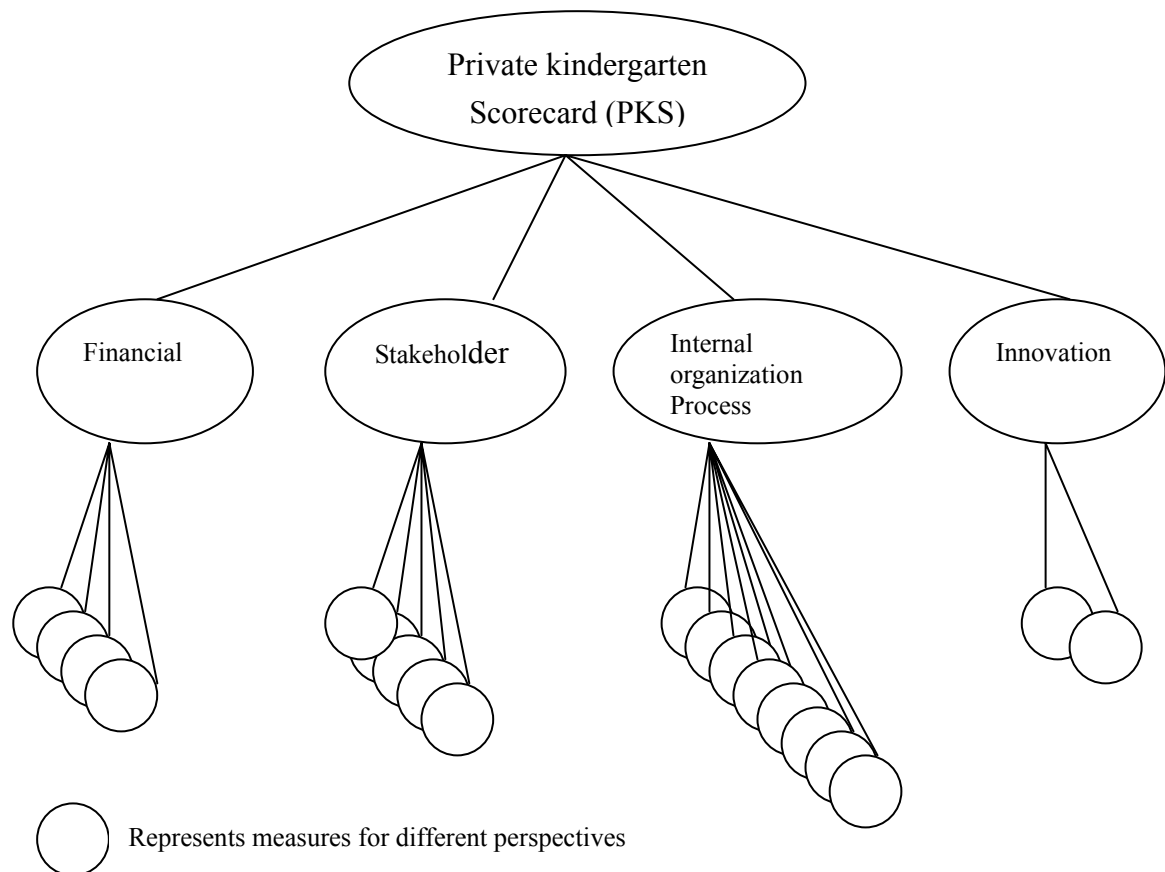 Private kindergarten
Scorecard (PKS)
Financial
Stakeholder
Internal
organization
Process
Innovation
Represents measures for different perspectives